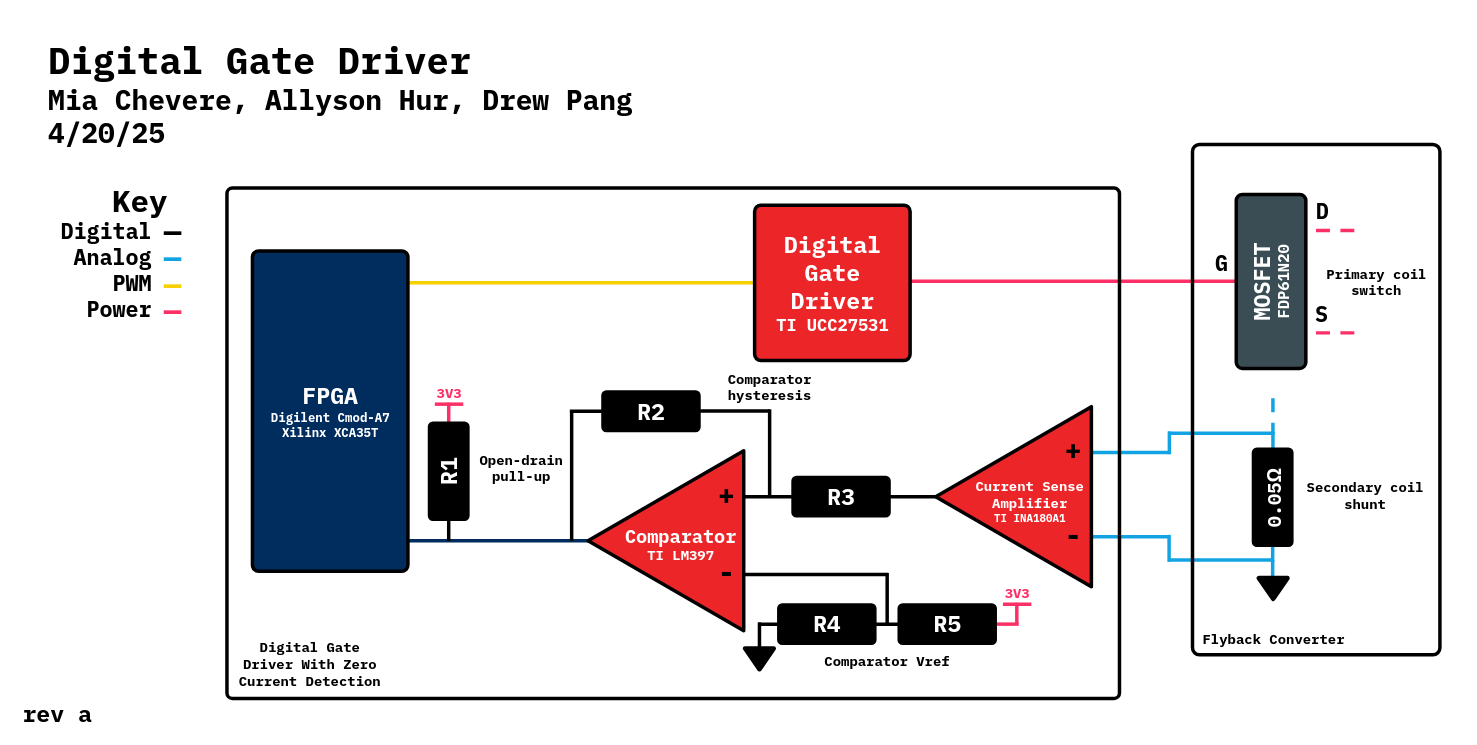 Digital Gate Driver
Mia Chevere, Allyson Hur, Drew Pang
4/20/25
Key
Digital
Analog
PWM
Power
FPGA
Digilent Cmod-A7
Xilinx XCA35T
3V3
R1
Open-drain
pull-up
Digital
Gate
Driver
TI UCC27531
R2
Comparator
hysteresis
+
Comparator
TI LM397
-
R3
+
Current Sense
Amplifier
TI INA180A1
-
3V3
R4
R5
Comparator Vref
Digital Gate
Driver With Zero
Current Detection
G
MOSFET
FDP61N20
D
Primary coil
switch
S
0.05Ω
Secondary coil
shunt
Flyback Converter
rev a